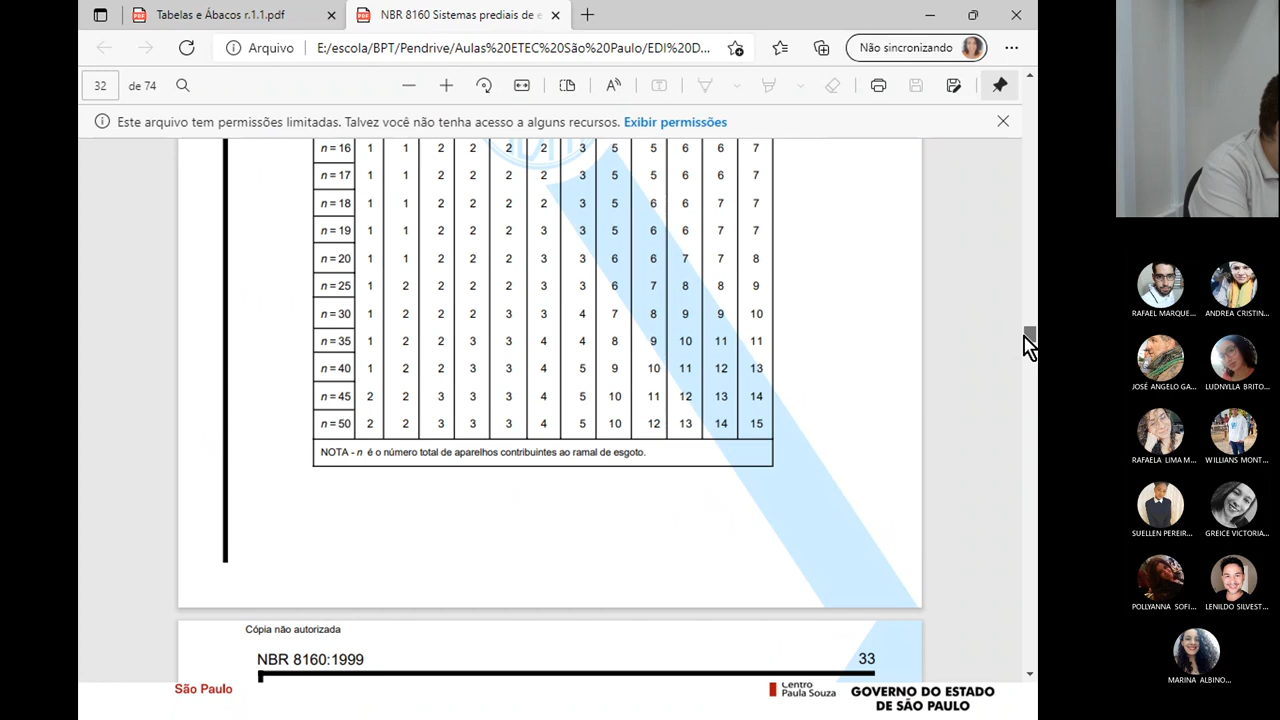 Tabelas e Ábacos r.1.1.pdf
NBR 8160 Sistemas prediais de e
Arquivo
E:/escola/BPT/Pendrive/Aulas%20ETEC%20São%20Paulo/EDI%20D...
Não sincronizando
32 de 74
Este arquivo tem permissões limitadas. Talvez você não tenha acesso a alguns recursos. Exibir permissões
n = 16 1 1 2 2 2 2 3 5 5 6 6 7
n = 17 1 1 2 2 2 2 3 5 5 6 6 7
n = 18 1 1 2 2 2 2 3 5 6 6 7 7
n = 19 1 1 2 2 2 3 3 5 6 6 7 7
n = 20 1 1 2 2 2 3 3 6 6 7 7 8
n = 25 1 1 2 2 2 3 3 6 7 8 8 9
n = 30 1 2 2 2 3 3 4 7 8 9 9 10
n = 35 1 2 2 3 3 4 4 8 9 10 11 11
n = 40 1 2 2 3 3 4 5 9 10 11 12 13
n = 45 2 2 3 3 3 4 5 10 11 12 13 14
n = 50 2 2 3 3 3 4 5 10 12 13 14 15
NOTA - n é o número total de aparelhos contribuintes ao ramal de esgoto.
Cópia não autorizada
NBR 8160:1999 33
São Paulo
Centro
Paula Souza
GOVERNO DO ESTADO
DE SÃO PAULO
RAFAEL MARQUE... ANDREA CRISTIN...
JOSÉ ANGELO GA... LUDNYLLA BRITO...
RAFAELA LIMA M... WILLIANS MONT...
SUELLEN PEREIR... GREICE VICTORIA...
POLLYANNA SOFI... LENILDO SILVEST...
MARINA ALBINO...